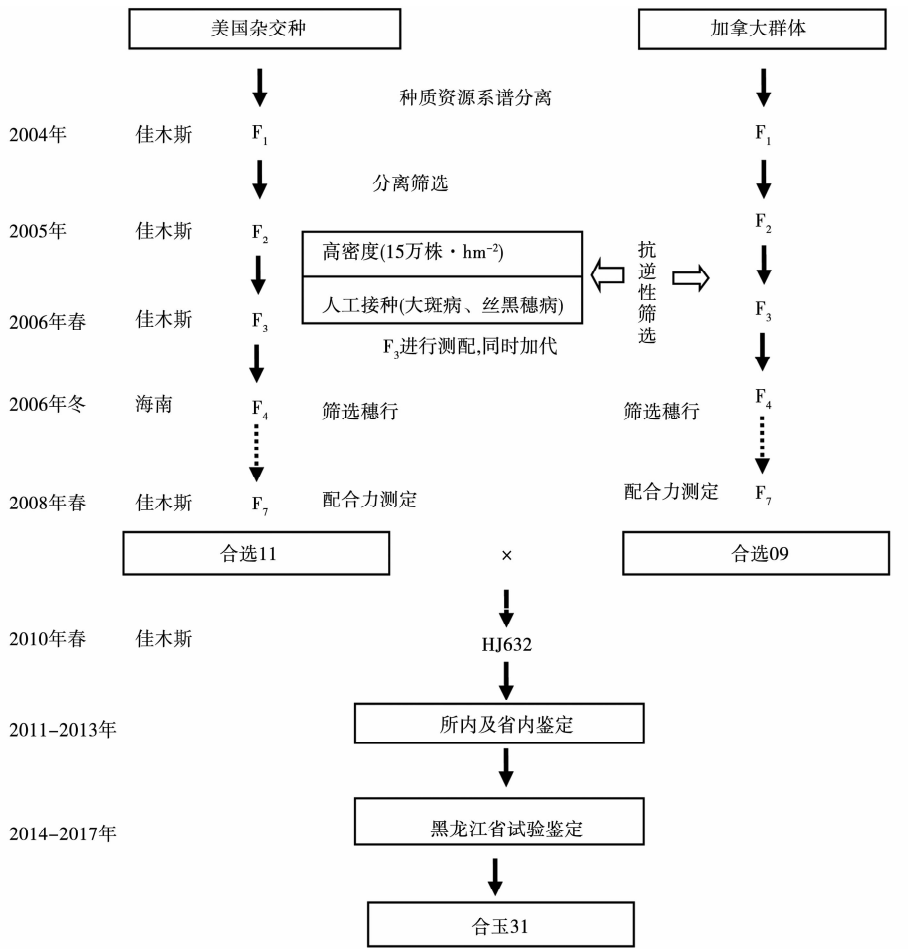 美国杂交种
加拿大群体
种质资源系谱分离
2004年 佳木斯 F₁ F₁
分离筛选
2005年 佳木斯 F₂ F₂
高密度(15万株·hm⁻²)
人工接种(大斑病、丝黑穗病)
抗逆性筛选
2006年春 佳木斯 F₃ F₃
F₃进行测配,同时加代
2006年冬 海南 F₄ 筛选穗行 筛选穗行 F₄
2008年春 佳木斯 F₇ 配合力测定 配合力测定 F₇
合选11 × 合选09
2010年春 佳木斯 HJ632
2011-2013年 所内及省内鉴定
2014-2017年 黑龙江省试验鉴定
合玉31